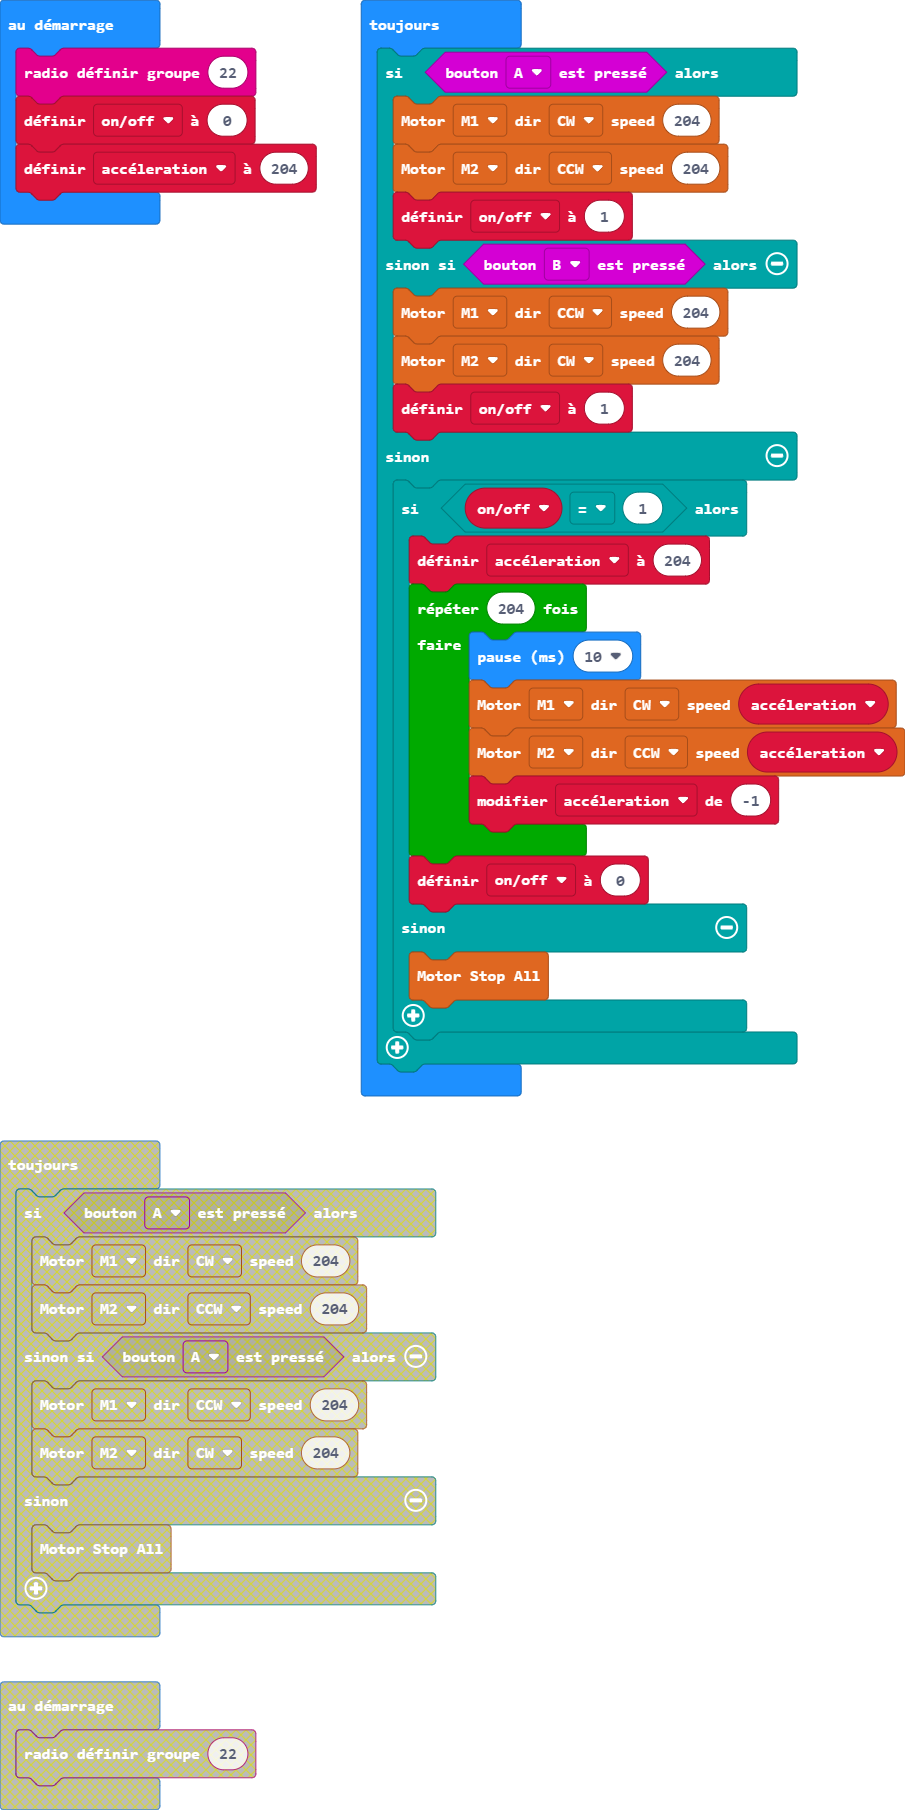 au démarrage
radio définir groupe 22
définir on/off à 0
définir accéleration à 204
toujours
si bouton A est pressé alors
Motor M1 dir CW speed 204
Motor M2 dir CCW speed 204
définir on/off à 1
sinon si bouton B est pressé alors
Motor M1 dir CCW speed 204
Motor M2 dir CW speed 204
définir on/off à 1
sinon
si on/off = 1 alors
définir accéleration à 204
répéter 204 fois
faire
pause (ms) 10
Motor M1 dir CW speed accéleration
Motor M2 dir CCW speed accéleration
modifier accéleration de -1
définir on/off à 0
sinon
Motor Stop All
toujours
si bouton A est pressé alors
Motor M1 dir CW speed 204
Motor M2 dir CCW speed 204
sinon si bouton A est pressé alors
Motor M1 dir CCW speed 204
Motor M2 dir CW speed 204
sinon
Motor Stop All
au démarrage
radio définir groupe 22